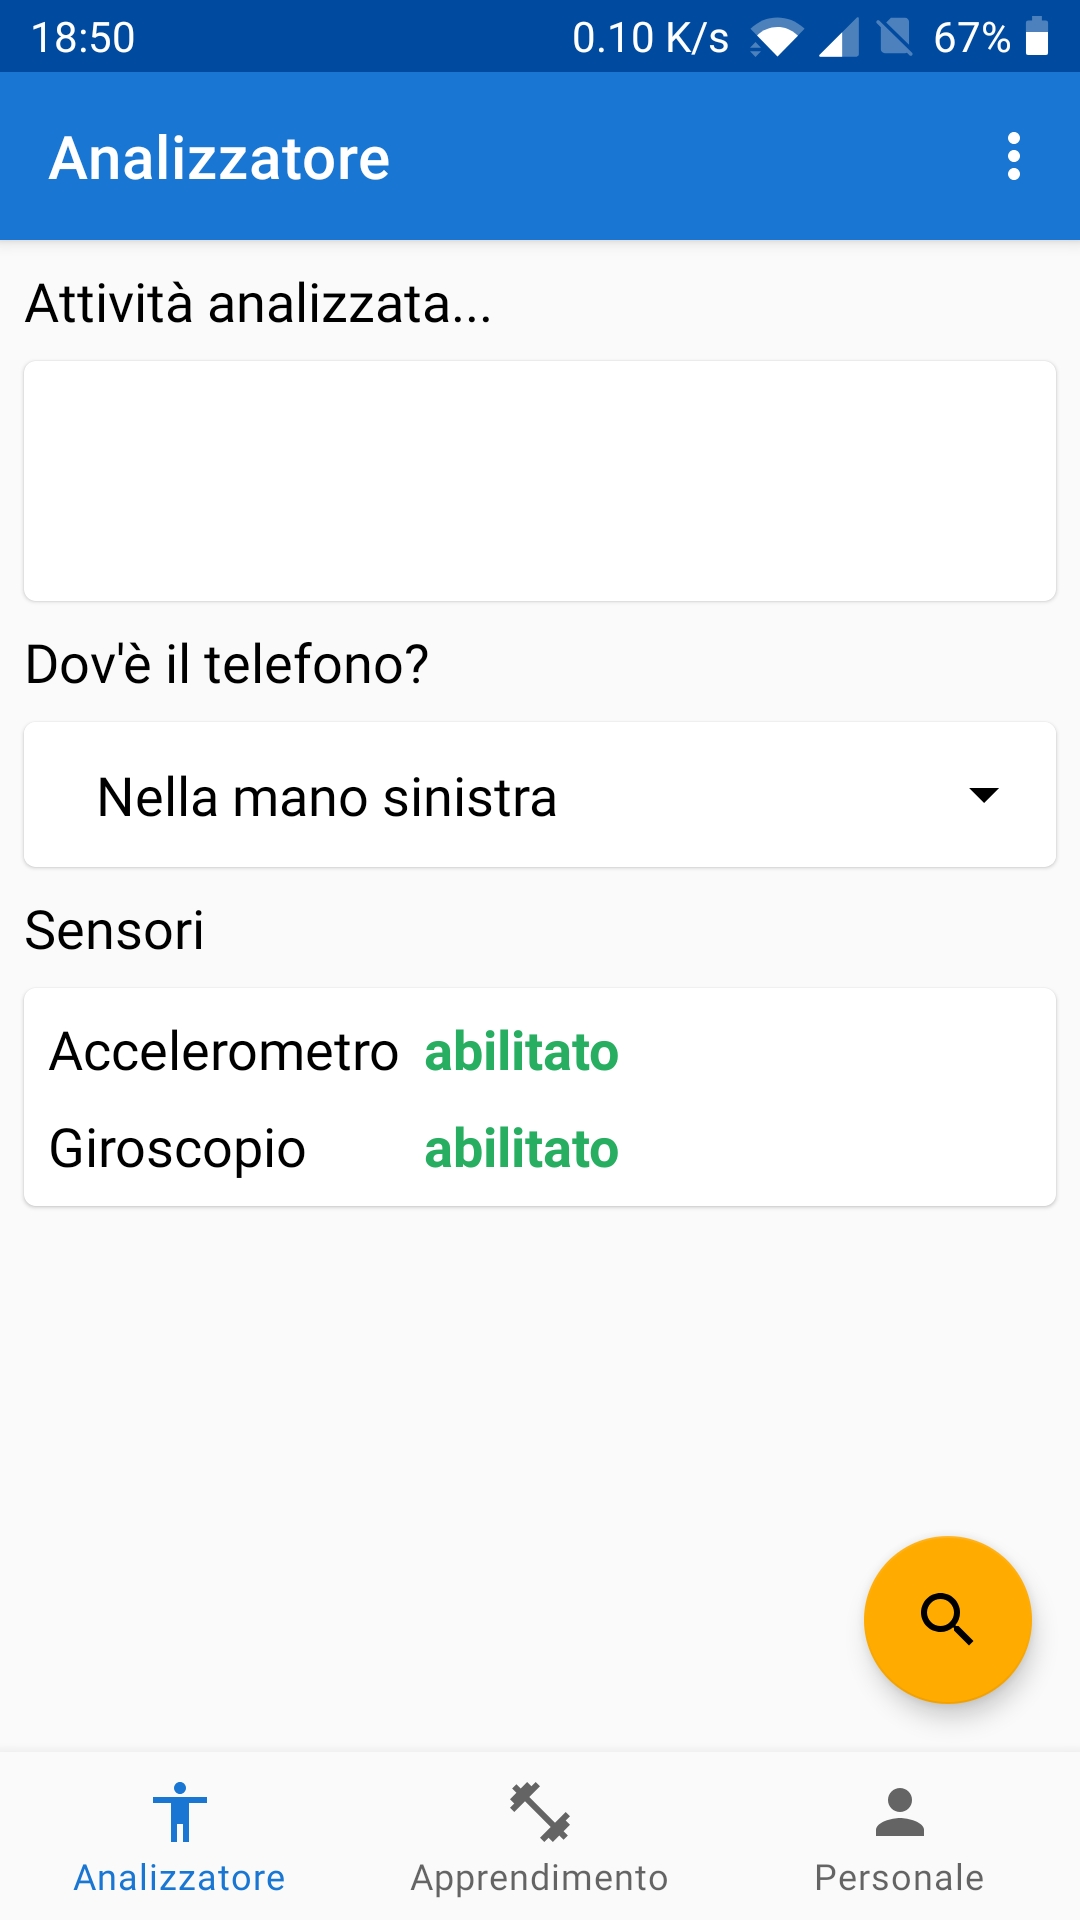 18:50 0.10 K/s 67%
Analizzatore
Attività analizzata...
Dov'è il telefono?
Nella mano sinistra
Sensori
Accelerometro abilitato
Giroscopio abilitato
Analizzatore Apprendimento Personale